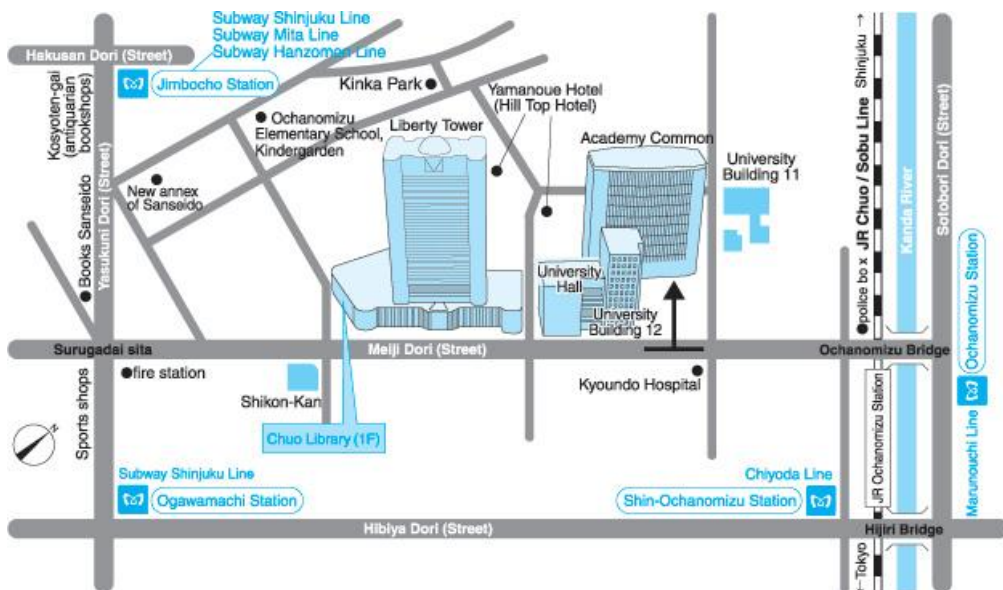 Subway Shinjuku Line
Subway Mita Line
Subway Hanzomon Line
Hakusan Dori (Street)
Jimbocho Station
Kinka Park
Yamanoue Hotel
(Hill Top Hotel)
Kosyoten-gai
(antiquarian
bookshops)
Ochanomizu
Elementary School,
Kindergarden
Liberty Tower
Academy Common
University
Building 11
New annex
of Sanseido
Books Sanseido
Yasukuni Dori (Street)
University
Hall
University
Building 12
police box
JR Chuo / Sobu Line
Shinjuku →
Kanda River
Sotobori Dori (Street)
Ochanomizu Station
Marunouchi Line
Surugadai sita
Meiji Dori (Street)
Ochanomizu Bridge
fire station
Sports shops
Shikon-Kan
Kyoundo Hospital
Chuo Library (1F)
N
JR Ochanomizu Station
Subway Shinjuku Line
Ogawamachi Station
Chiyoda Line
Shin-Ochanomizu Station
Hibiya Dori (Street)
Hijiri Bridge
←Tokyo